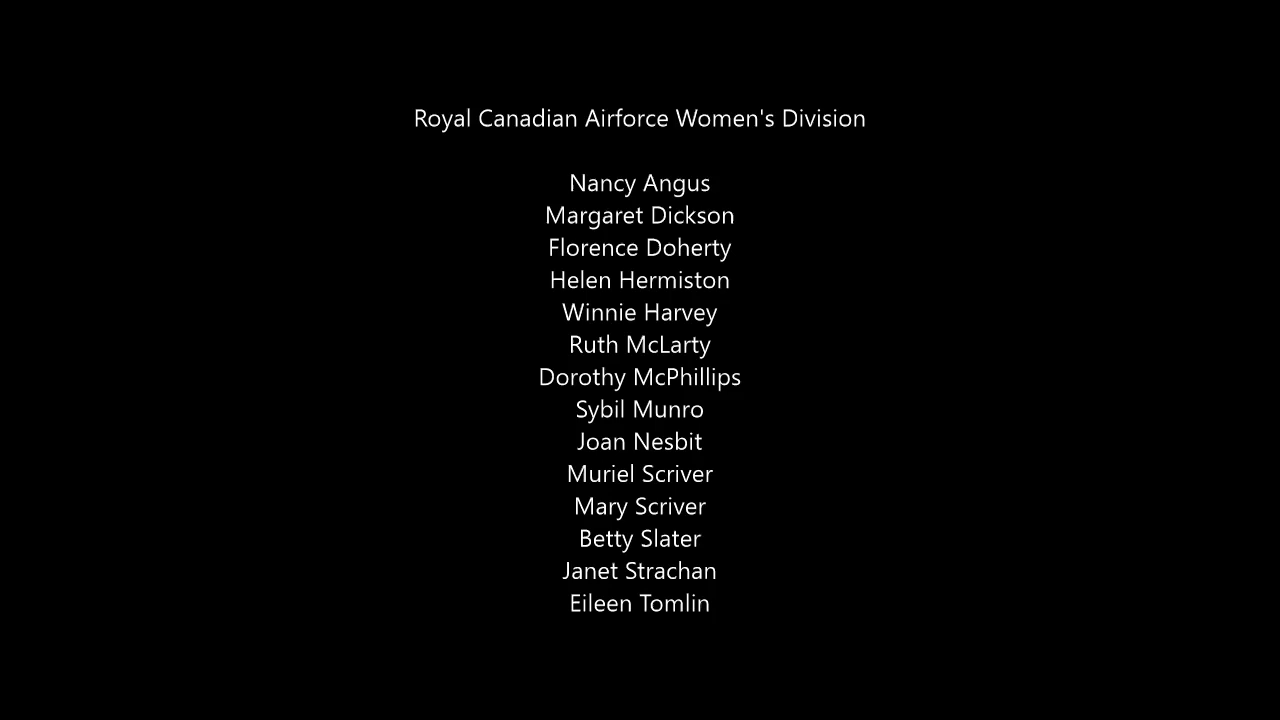 Royal Canadian Airforce Women's Division
Nancy Angus
Margaret Dickson
Florence Doherty
Helen Hermiston
Winnie Harvey
Ruth McLarty
Dorothy McPhillips
Sybil Munro
Joan Nesbit
Muriel Scriver
Mary Scriver
Betty Slater
Janet Strachan
Eileen Tomlin